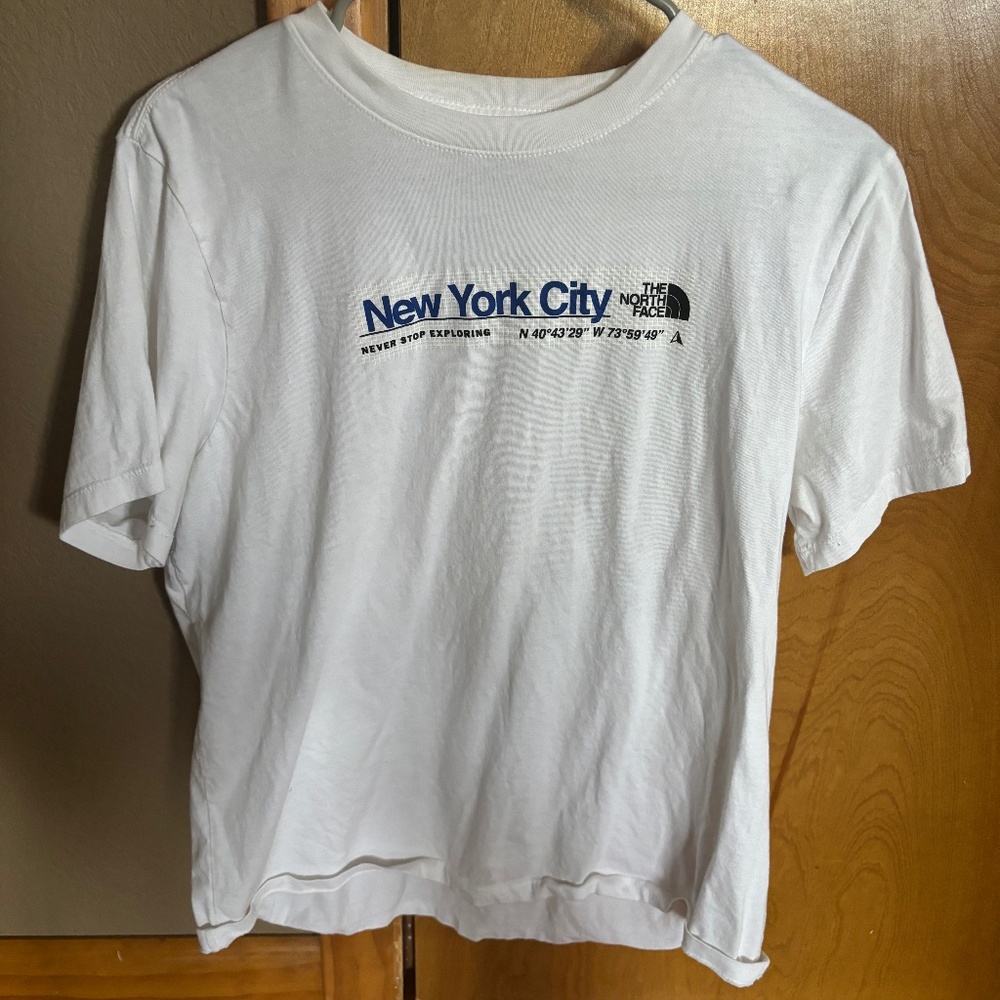 New York City
THE
NORTH
FACE
NEVER STOP EXPLORING N 40°43'29" W 73°59'49"